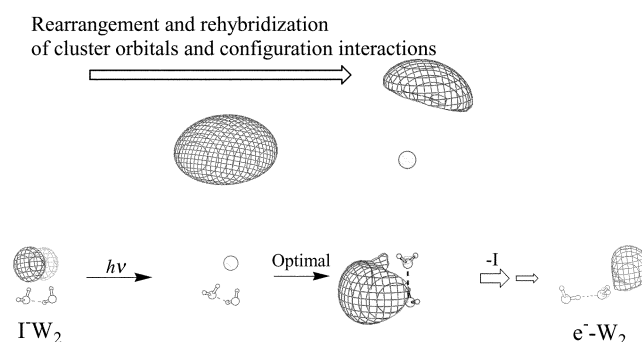 Rearrangement and rehybridization
of cluster orbitals and configuration interactions
hν
Optimal
-I
I⁻W₂
e⁻-W₂